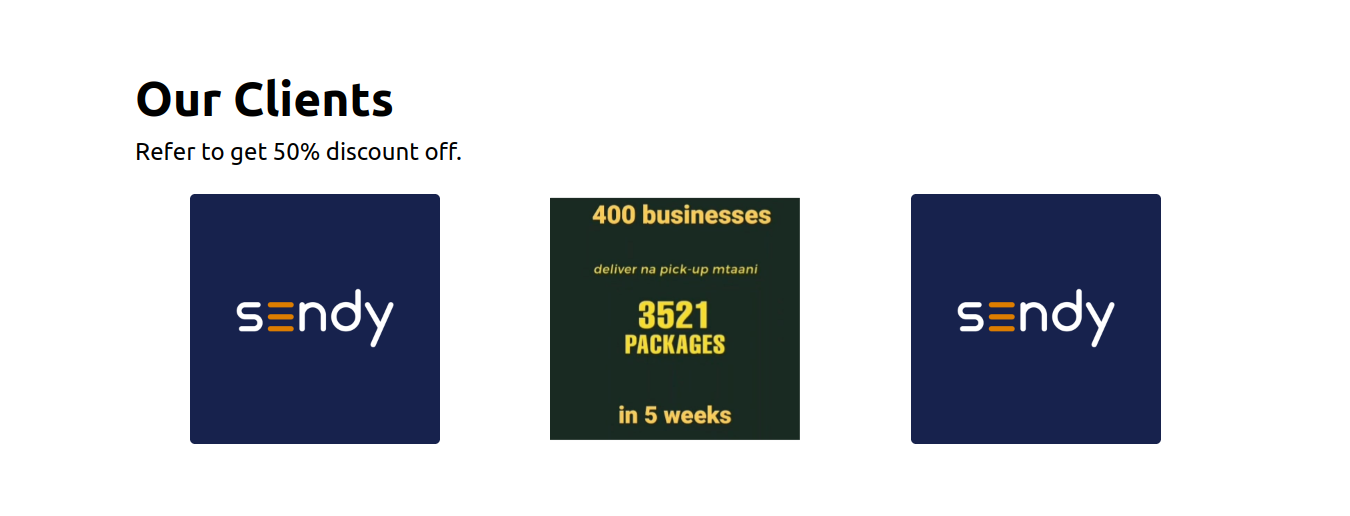 Our Clients
Refer to get 50% discount off.
sendy
400 businesses
deliver na pick-up mtaani
3521
PACKAGES
in 5 weeks
sendy